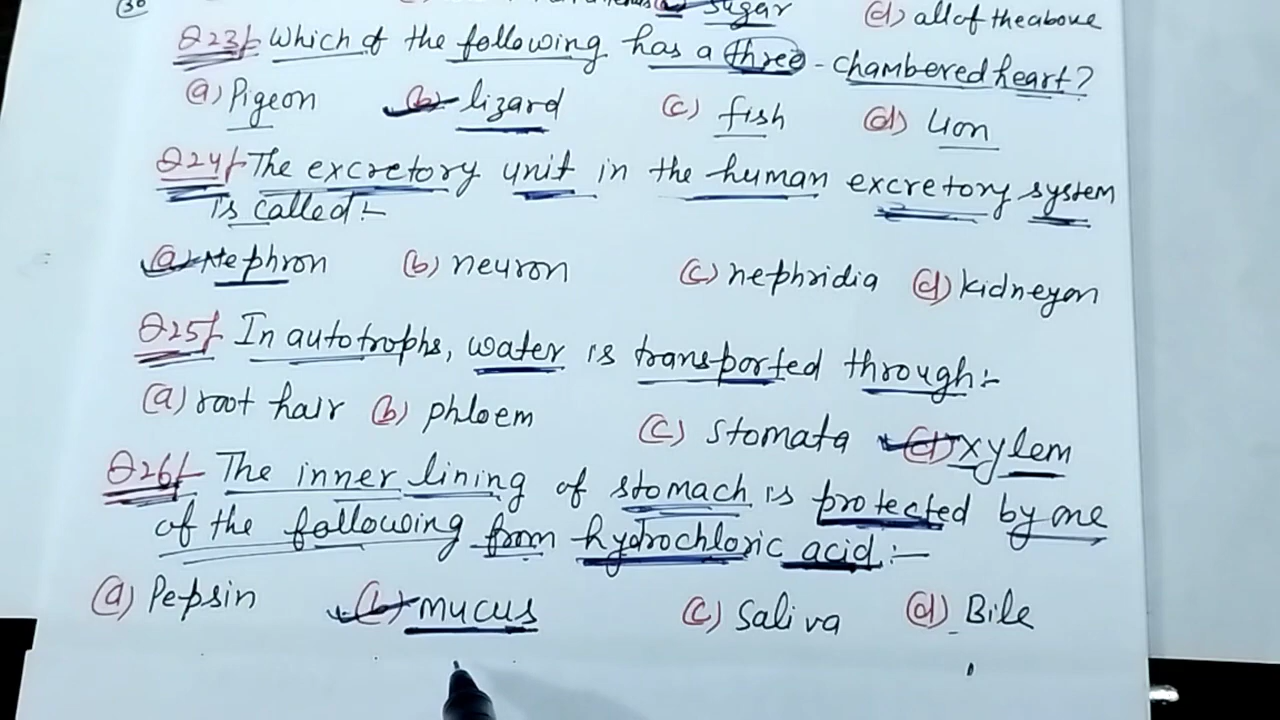 30
sugar (d) all of the above
Q23/- Which of the following has a three-chambered heart?
(a) Pigeon (b) lizard (c) fish (d) Lion
Q24/- The excretory unit in the human excretory system
is called:-
(a) Nephron (b) neuron (c) nephridia (d) kidneyon
Q25/- In autotrophs, water is transported through:-
(a) root hair (b) phloem (c) stomata (d) xylem
Q26/- The inner lining of stomach is protected by one
of the following from hydrochloric acid:-
(a) Pepsin (b) mucus (c) Saliva (d) Bile